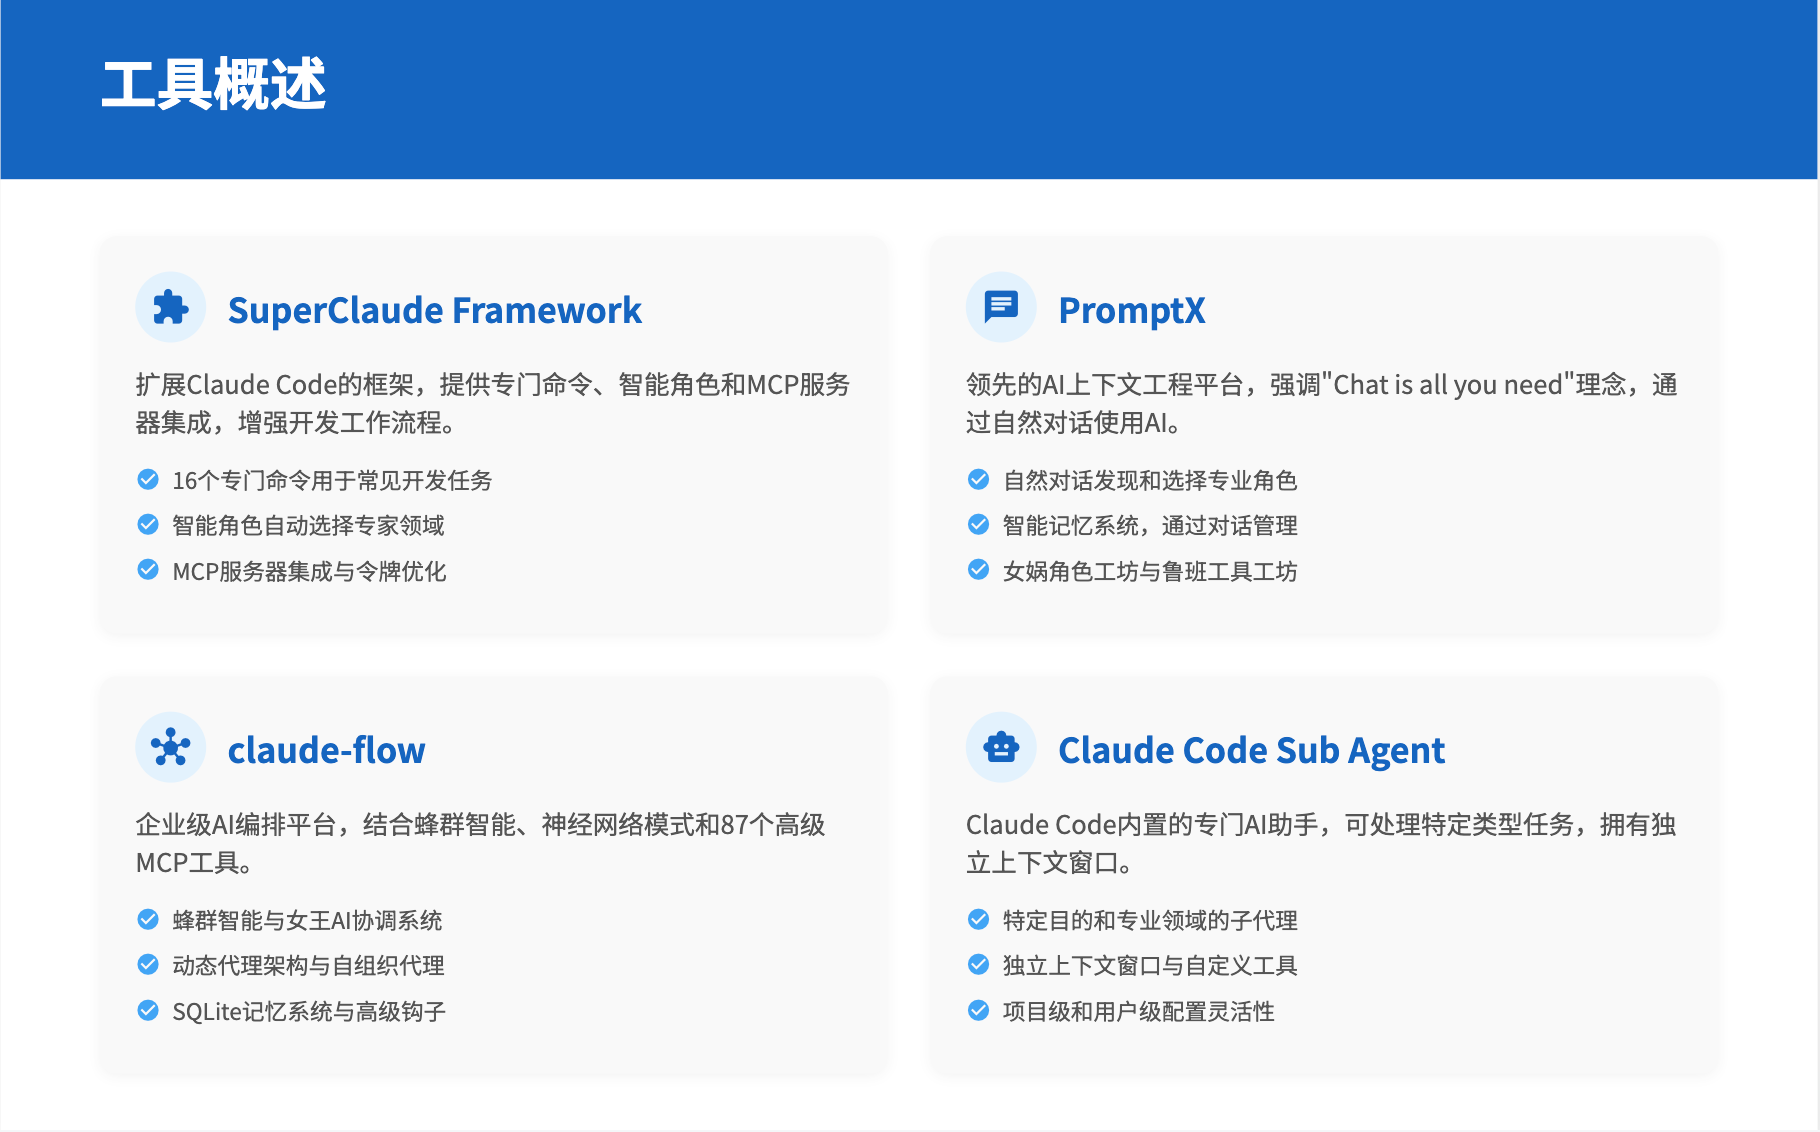 工具概述
SuperClaude Framework
扩展Claude Code的框架，提供专门命令、智能角色和MCP服务
器集成，增强开发工作流程。
16个专门命令用于常见开发任务
智能角色自动选择专家领域
MCP服务器集成与令牌优化
PromptX
领先的AI上下文工程平台，强调"Chat is all you need"理念，通
过自然对话使用AI。
自然对话发现和选择专业角色
智能记忆系统，通过对话管理
女娲角色工坊与鲁班工具工坊
claude-flow
企业级AI编排平台，结合蜂群智能、神经网络模式和87个高级
MCP工具。
蜂群智能与女王AI协调系统
动态代理架构与自组织代理
SQLite记忆系统与高级钩子
Claude Code Sub Agent
Claude Code内置的专门AI助手，可处理特定类型任务，拥有独
立上下文窗口。
特定目的和专业领域的子代理
独立上下文窗口与自定义工具
项目级和用户级配置灵活性